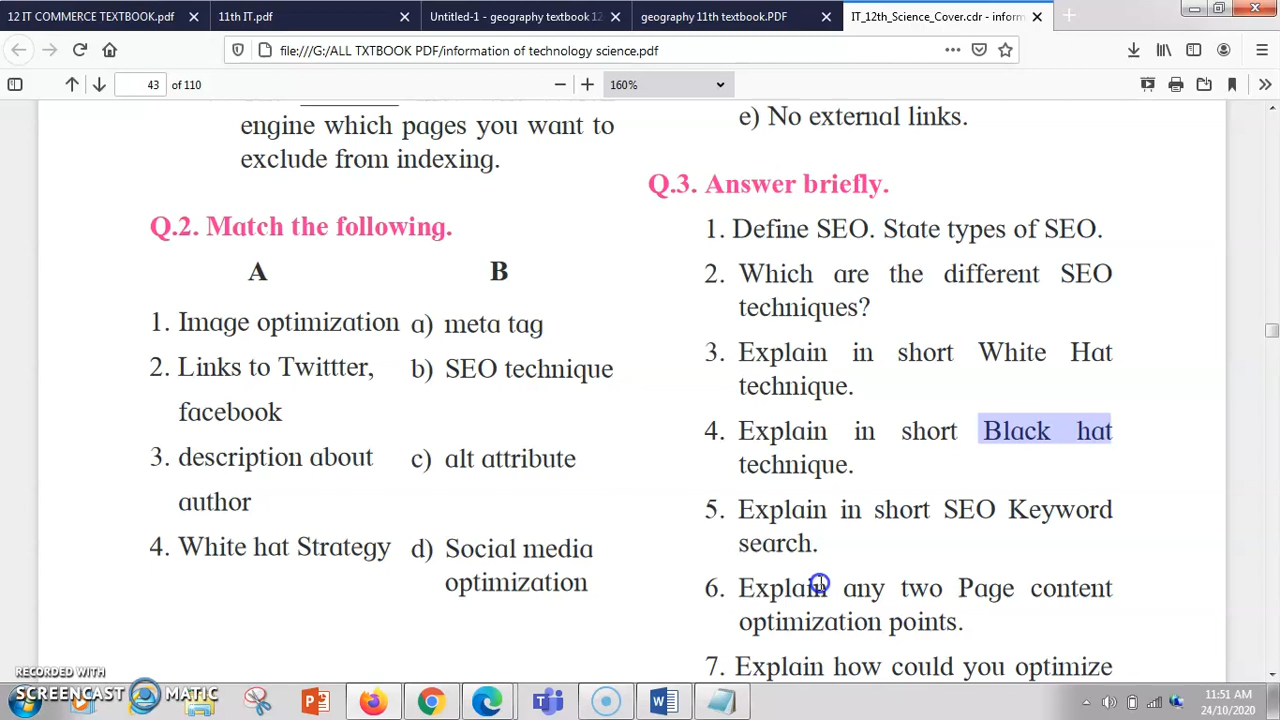 12 IT COMMERCE TEXTBOOK.pdf
11th IT.pdf
Untitled-1 - geography textbook 12
geography 11th textbook.PDF
IT_12th_Science_Cover.cdr - inform
file:///G:/ALL TXTBOOK PDF/information of technology science.pdf
43 of 110
160%
engine which pages you want to
exclude from indexing.
Q.2. Match the following.
A B
1. Image optimization a) meta tag
2. Links to Twittter, b) SEO technique
facebook
3. description about c) alt attribute
author
4. White hat Strategy d) Social media
optimization
e) No external links.
Q.3. Answer briefly.
1. Define SEO. State types of SEO.
2. Which are the different SEO
techniques?
3. Explain in short White Hat
technique.
4. Explain in short Black hat
technique.
5. Explain in short SEO Keyword
search.
6. Explain any two Page content
optimization points.
7. Explain how could you optimize
RECORDED WITH
SCREENCAST MATIC
11:51 AM
24/10/2020